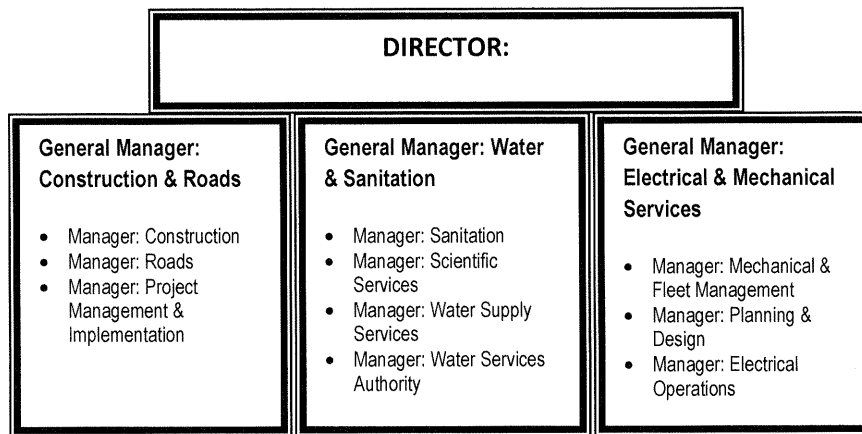 DIRECTOR:
General Manager:
Construction & Roads
• Manager: Construction
• Manager: Roads
• Manager: Project
Management &
Implementation
General Manager: Water
& Sanitation
• Manager: Sanitation
• Manager: Scientific
Services
• Manager: Water Supply
Services
• Manager: Water Services
Authority
General Manager:
Electrical & Mechanical
Services
• Manager: Mechanical &
Fleet Management
• Manager: Planning &
Design
• Manager: Electrical
Operations